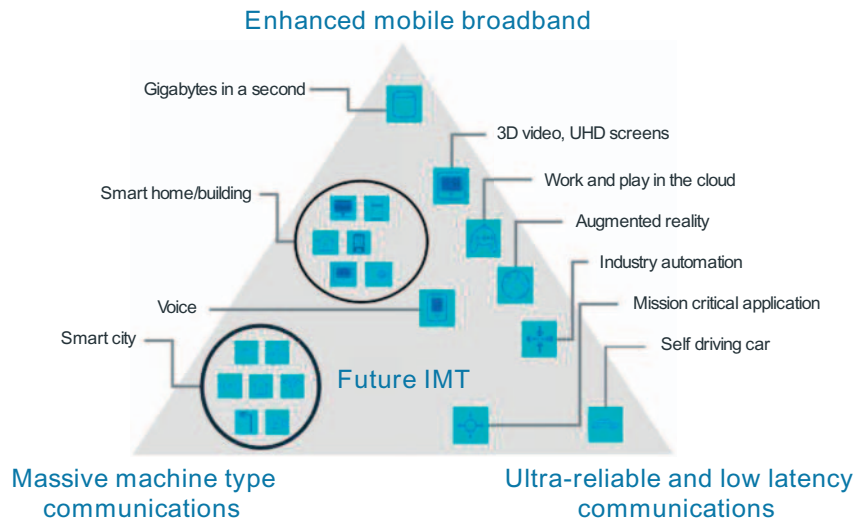 Enhanced mobile broadband
Gigabytes in a second
3D video, UHD screens
Smart home/building
Work and play in the cloud
Augmented reality
Industry automation
Voice
Mission critical application
Smart city
Self driving car
Future IMT
Massive machine type
communications
Ultra-reliable and low latency
communications